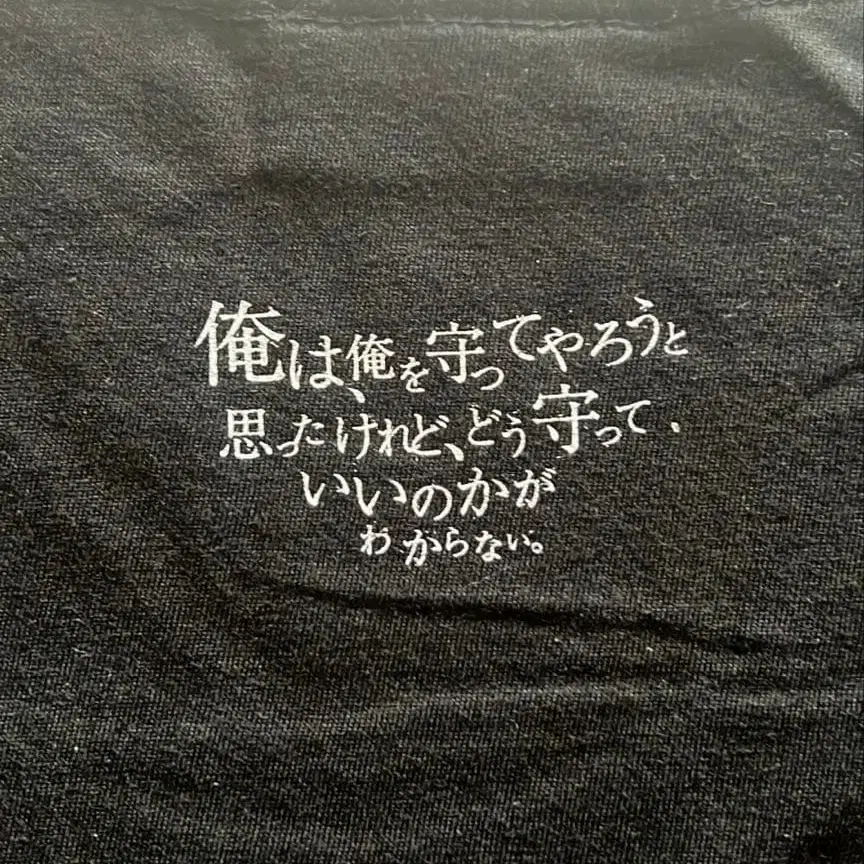 俺は、俺を守ってやろうと
思ったけれど、どう守って
いいのかが
わからない。